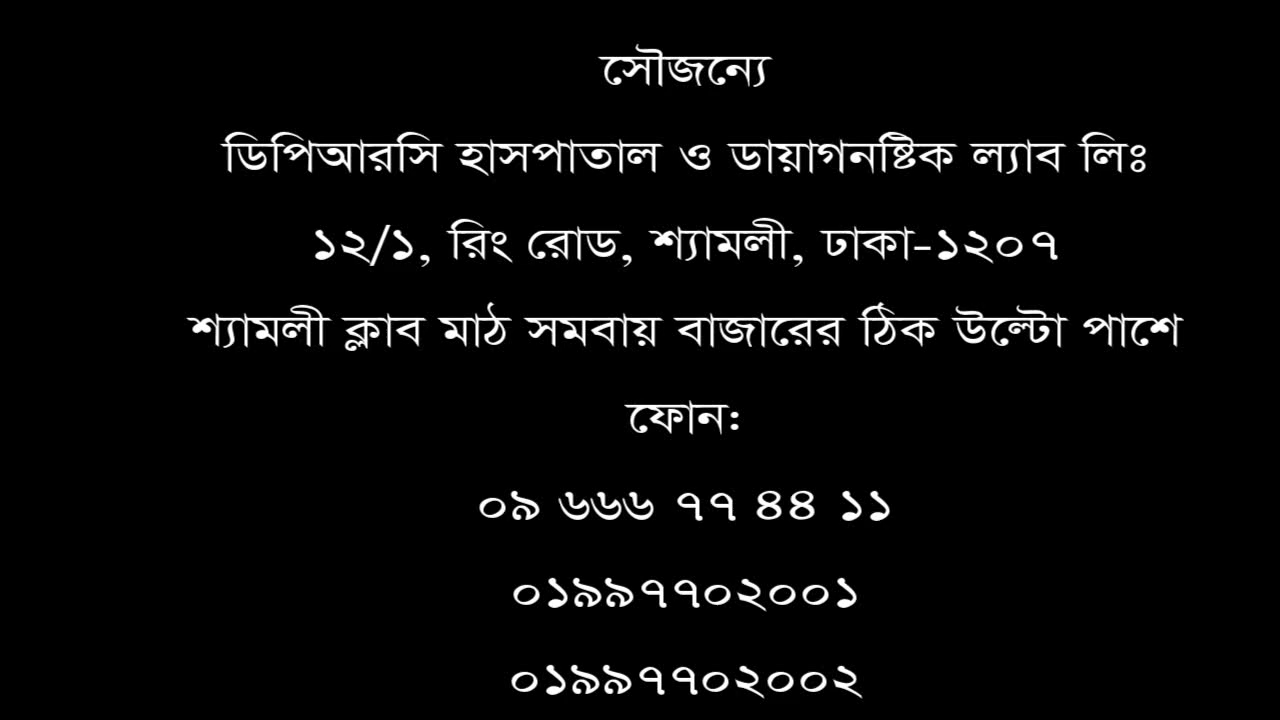 সৌজন্যে
ডিপিআরসি হাসপাতাল ও ডায়াগনষ্টিক ল্যাব লিঃ
১২/১, রিং রোড, শ্যামলী, ঢাকা-১২০৭
শ্যামলী ক্লাব মাঠ সমবায় বাজারের ঠিক উল্টো পাশে
ফোন:
০৯ ৬৬৬ ৭৭ ৪৪ ১১
০১৯৯৭৭০২০০১
০১৯৯৭৭০২০০২